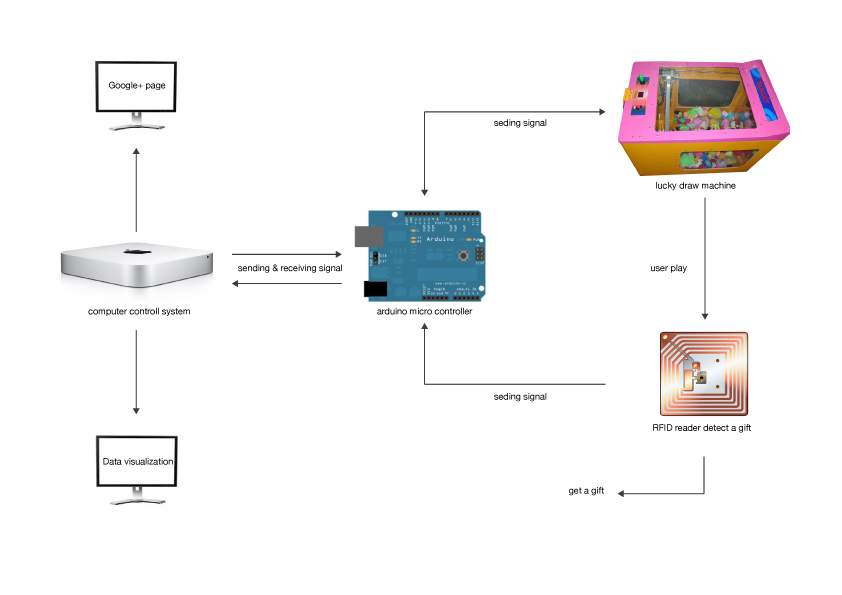 Google+ page
seding signal
lucky draw machine
Arduino
sending & receiving signal
user play
computer controll system
arduino micro controller
seding signal
RFID reader detect a gift
Data visualization
get a gift